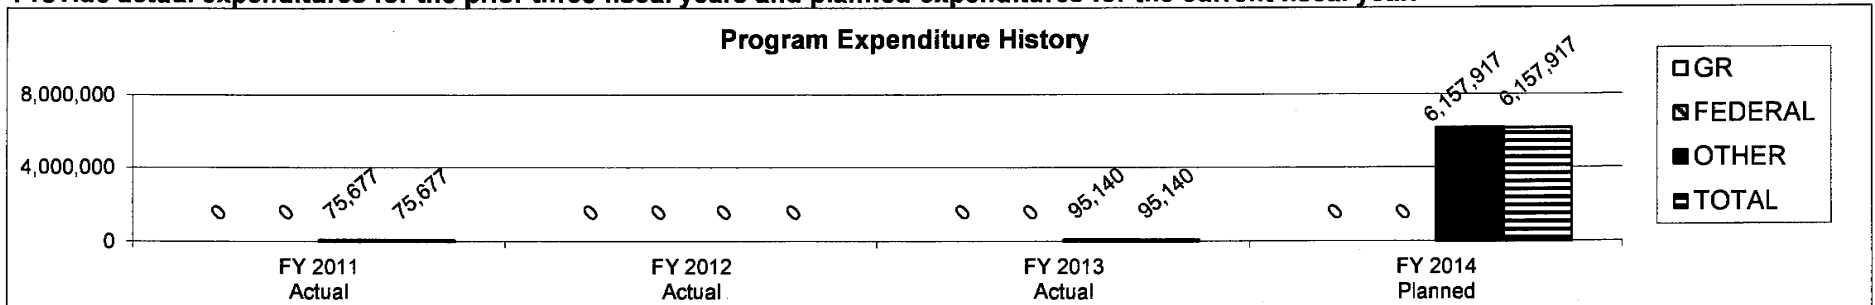 Provide actual expenditures for the prior three fiscal years and planned expenditures for the current fiscal year.
Program Expenditure History
8,000,000
4,000,000
0
0 0 75,677 75,677
0 0 0 0
0 0 95,140 95,140
0 0 6,157,917 6,157,917
FY 2011
Actual
FY 2012
Actual
FY 2013
Actual
FY 2014
Planned
GR
FEDERAL
OTHER
TOTAL